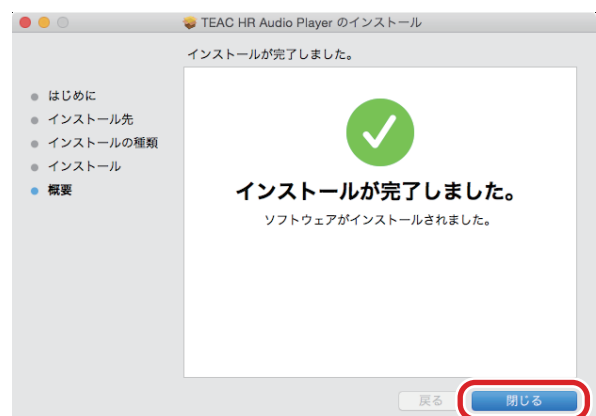 TEAC HR Audio Player のインストール
インストールが完了しました。
はじめに
インストール先
インストールの種類
インストール
概要
インストールが完了しました。
ソフトウェアがインストールされました。
戻る
閉じる